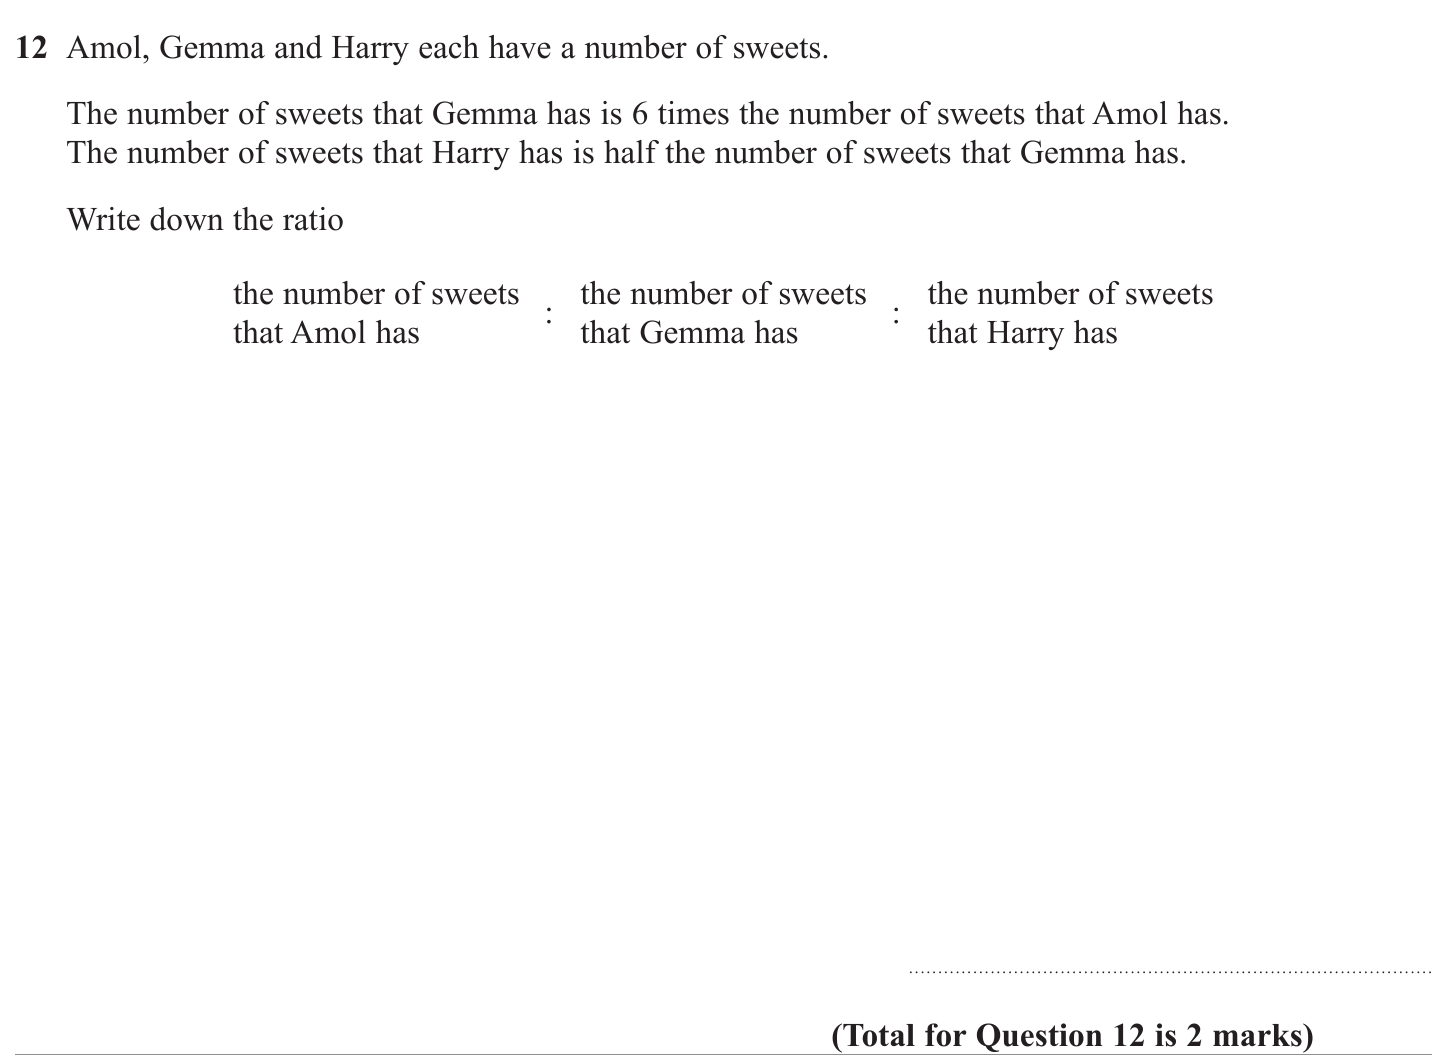 12 Amol, Gemma and Harry each have a number of sweets.
The number of sweets that Gemma has is 6 times the number of sweets that Amol has.
The number of sweets that Harry has is half the number of sweets that Gemma has.
Write down the ratio
the number of sweets that Amol has : the number of sweets that Gemma has : the number of sweets that Harry has
(Total for Question 12 is 2 marks)